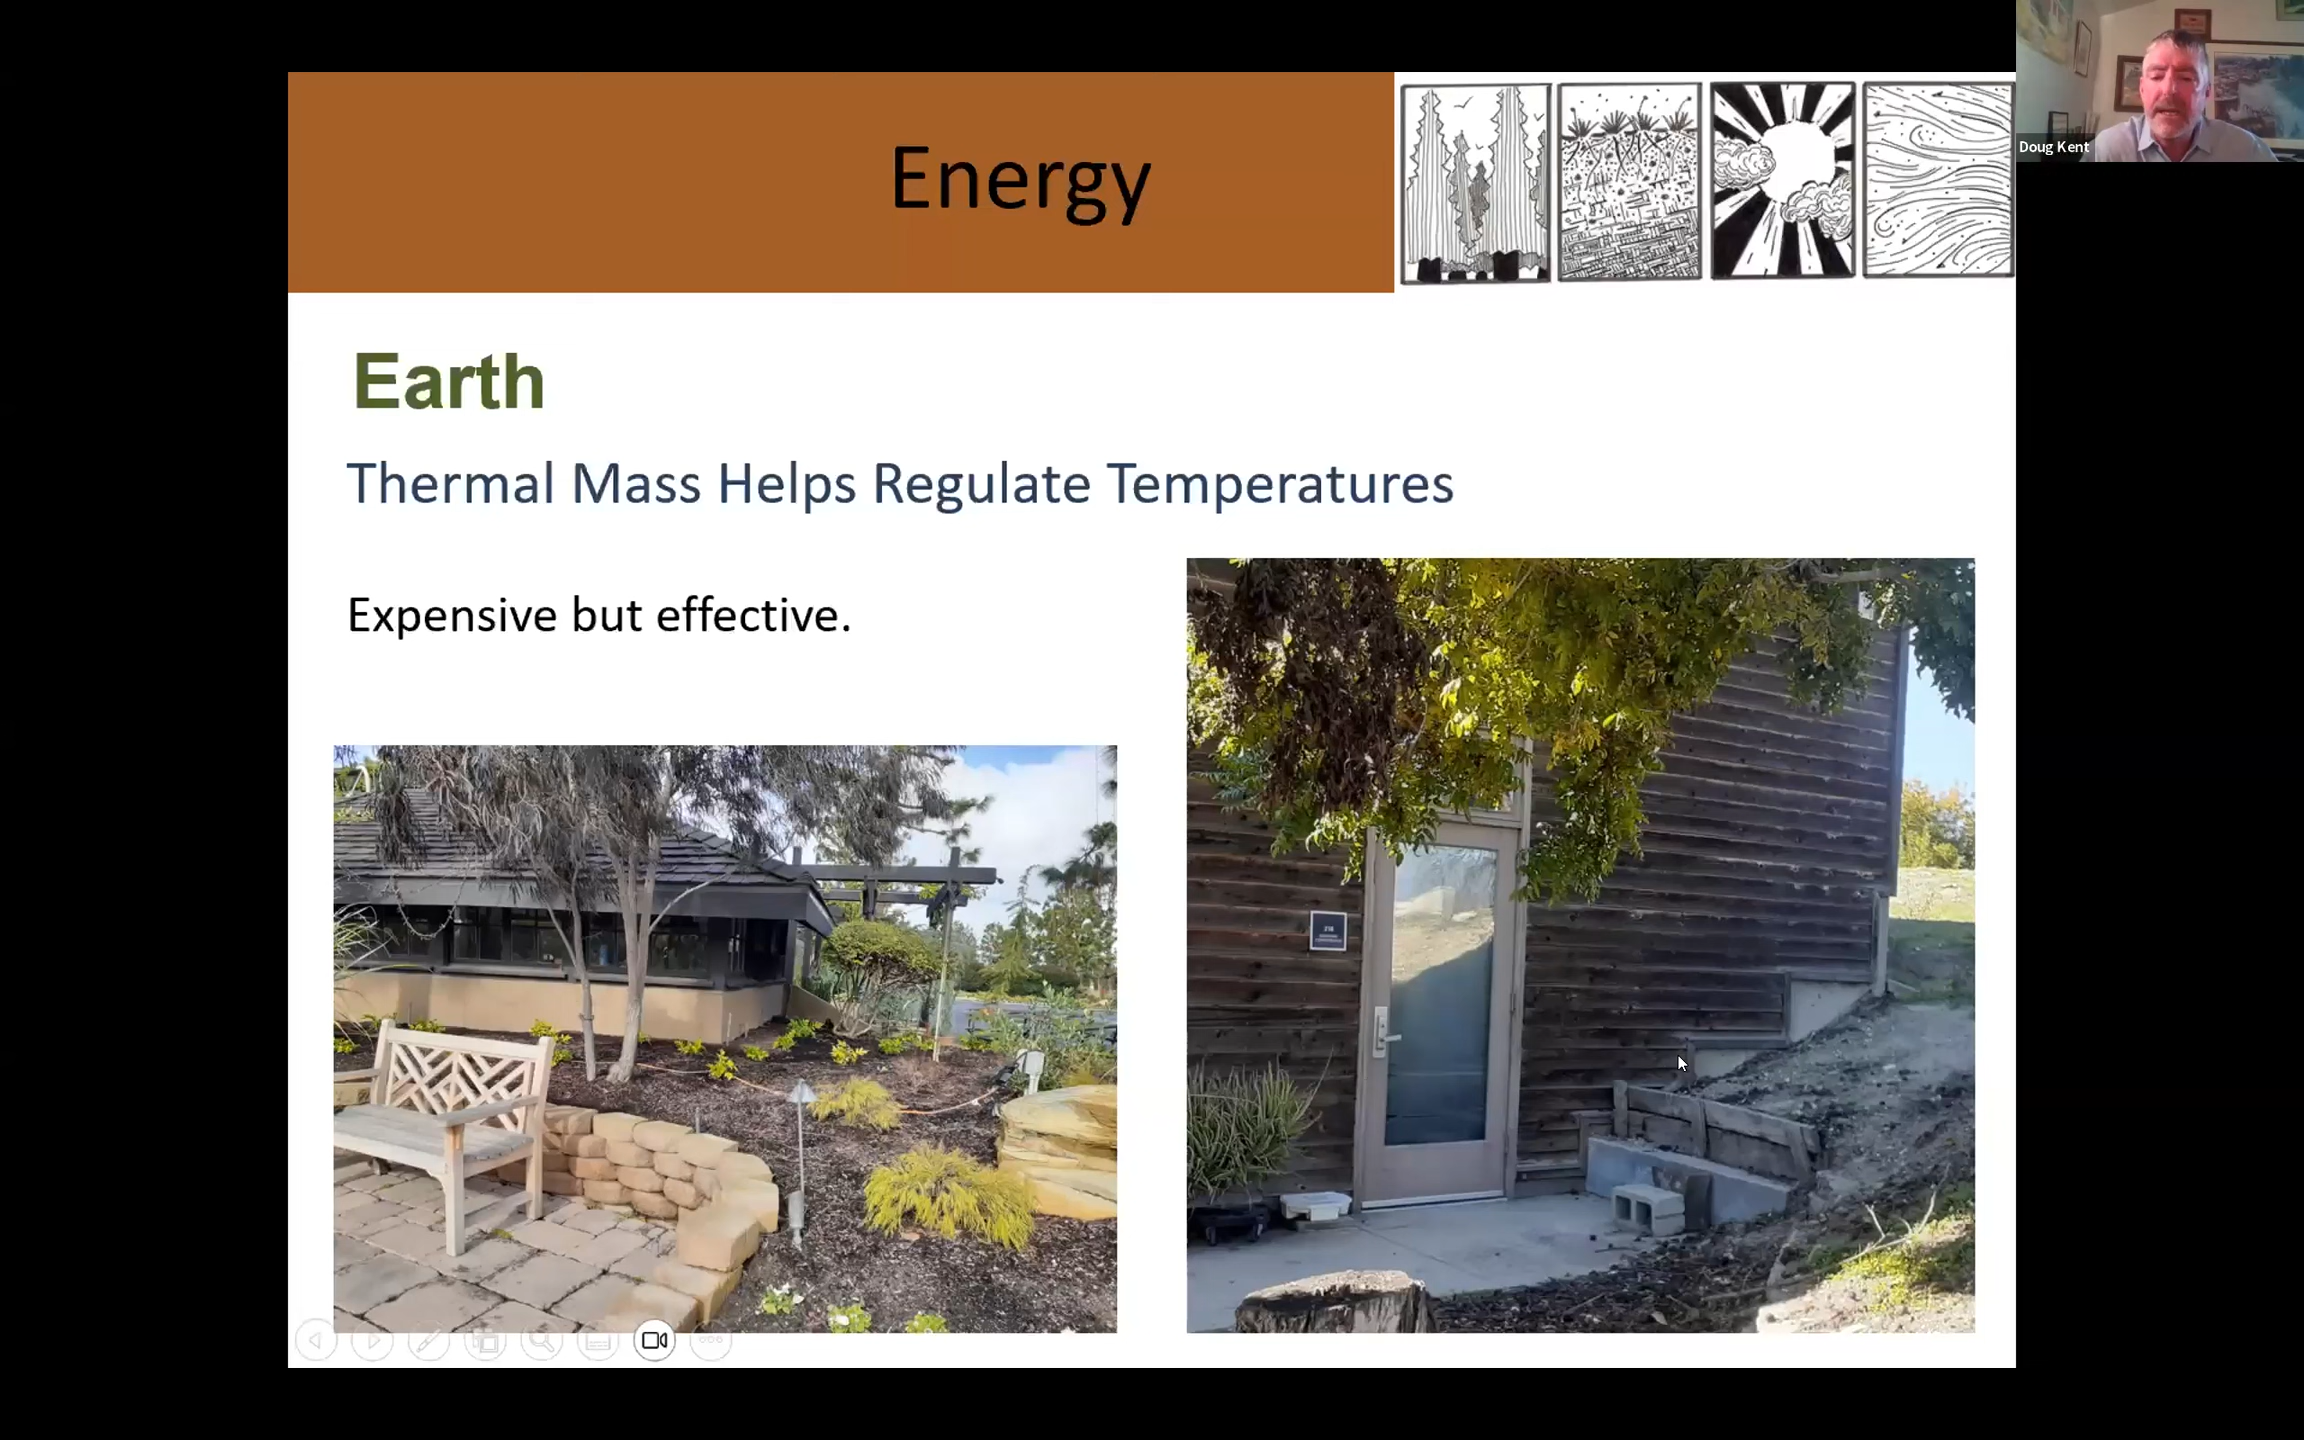 Energy
Doug Kent
Earth
Thermal Mass Helps Regulate Temperatures
Expensive but effective.